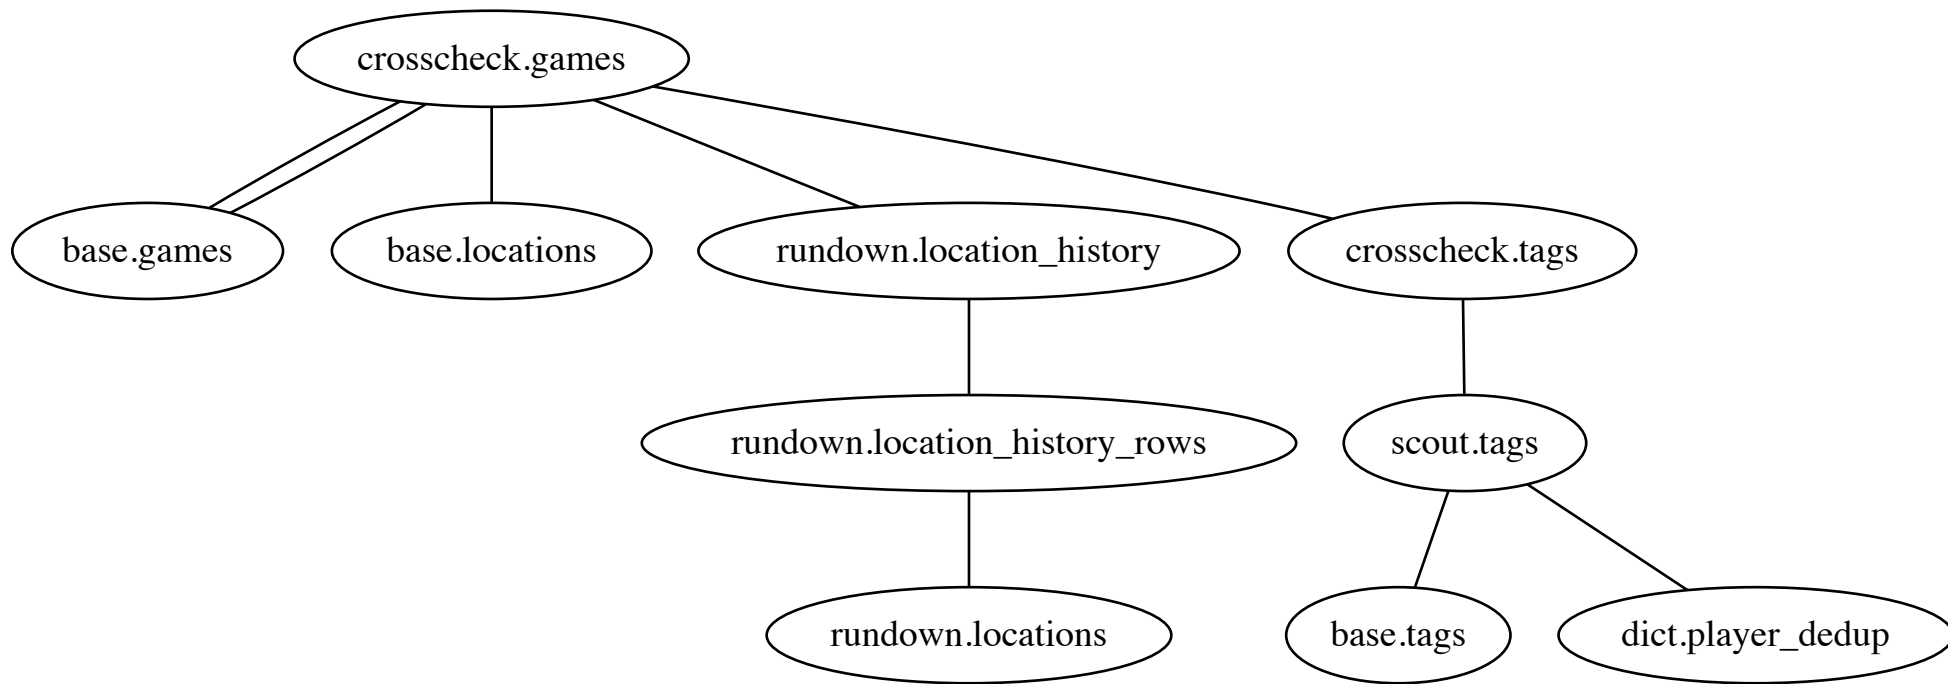 crosscheck.games
base.games
base.locations
rundown.location_history
crosscheck.tags
rundown.location_history_rows
scout.tags
rundown.locations
base.tags
dict.player_dedup